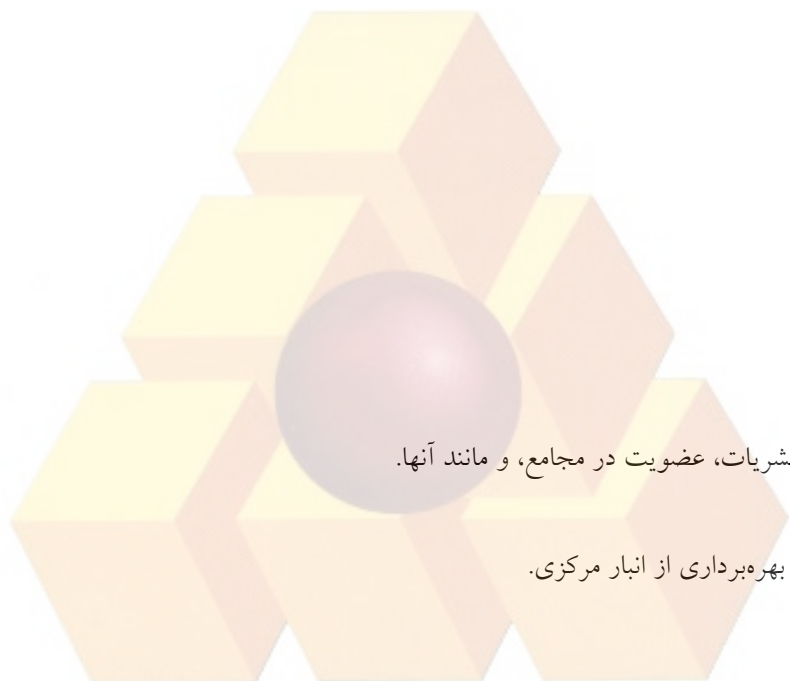 شریات، عضویت در مجامع، و مانند آنها.
بهره‌برداری از انبار مرکزی.